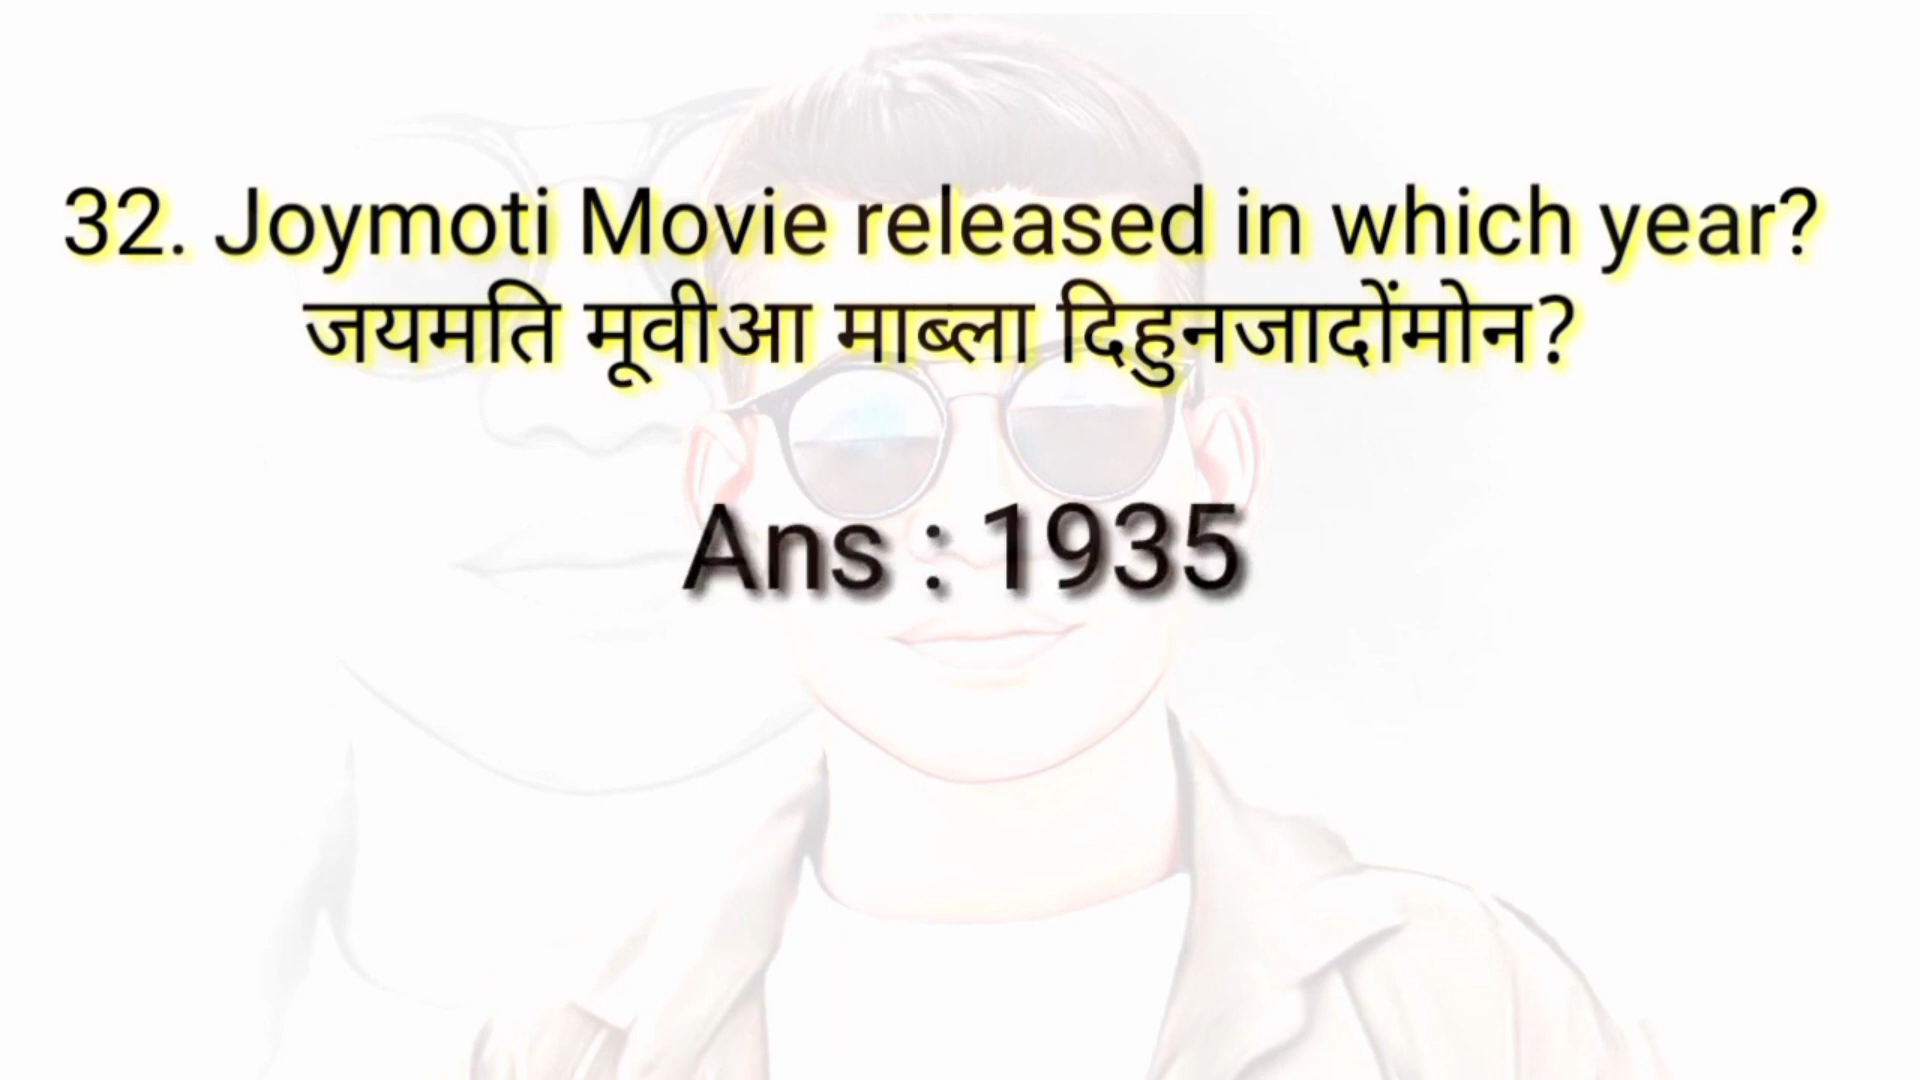 32. Joymoti Movie released in which year?
जयमति मूवीआ माब्ला दिहुनजादोंमोन?
Ans : 1935